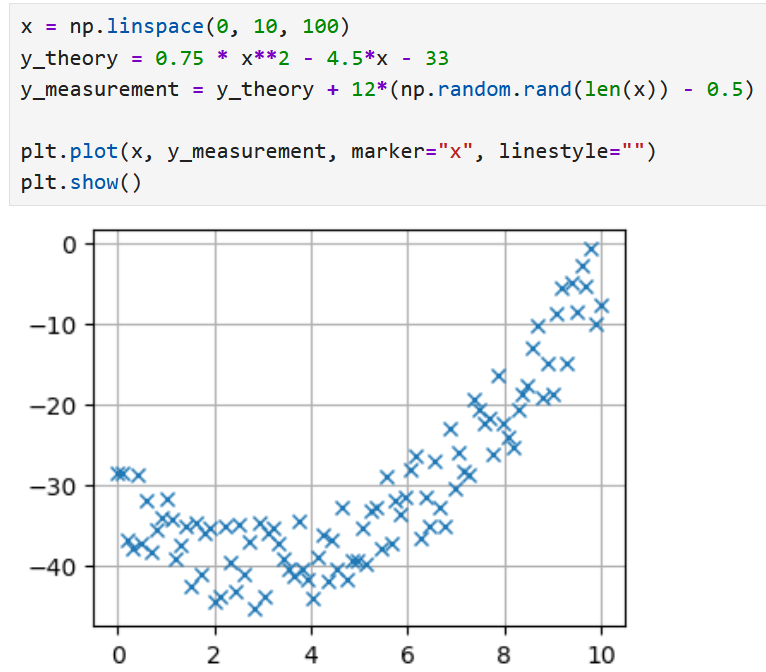 x = np.linspace(0, 10, 100)
y_theory = 0.75 * x**2 - 4.5*x - 33
y_measurement = y_theory + 12*(np.random.rand(len(x)) - 0.5)
plt.plot(x, y_measurement, marker="x", linestyle="")
plt.show()
0
−10
−20
−30
−40
0 2 4 6 8 10